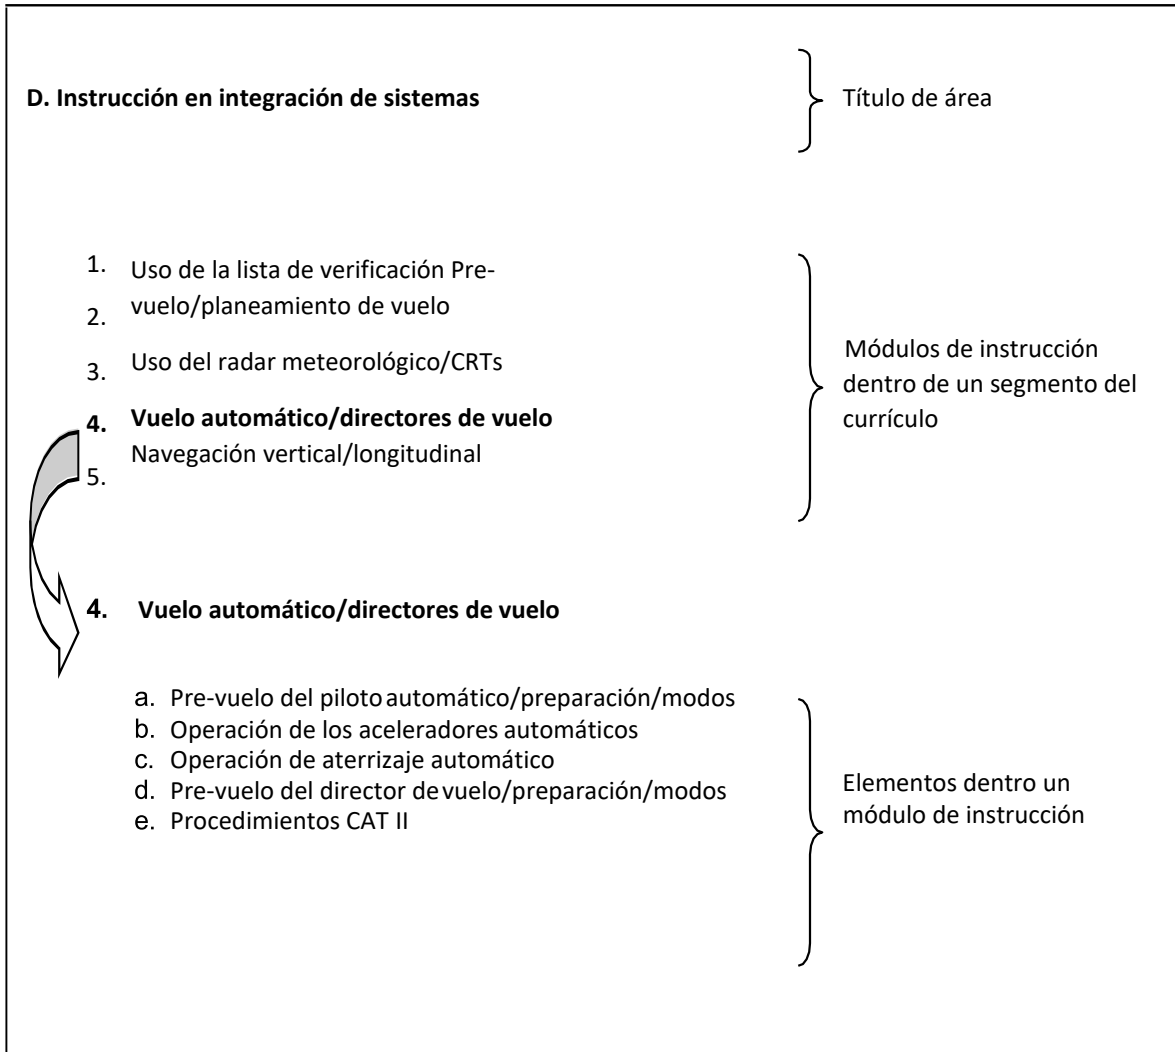 D. Instrucción en integración de sistemas
Título de área
1.
Uso de la lista de verificación Pre-
2.
vuelo/planeamiento de vuelo
3.
Uso del radar meteorológico/CRTs
4.
Vuelo automático/directores de vuelo
5.
Navegación vertical/longitudinal
Módulos de instrucción
dentro de un segmento del
currículo
4. Vuelo automático/directores de vuelo
a. Pre-vuelo del piloto automático/preparación/modos
b. Operación de los aceleradores automáticos
c. Operación de aterrizaje automático
d. Pre-vuelo del director de vuelo/preparación/modos
e. Procedimientos CAT II
Elementos dentro un
módulo de instrucción